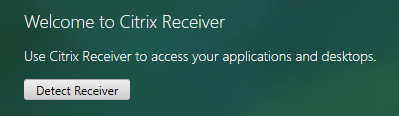 Welcome to Citrix Receiver
Use Citrix Receiver to access your applications and desktops.
Detect Receiver